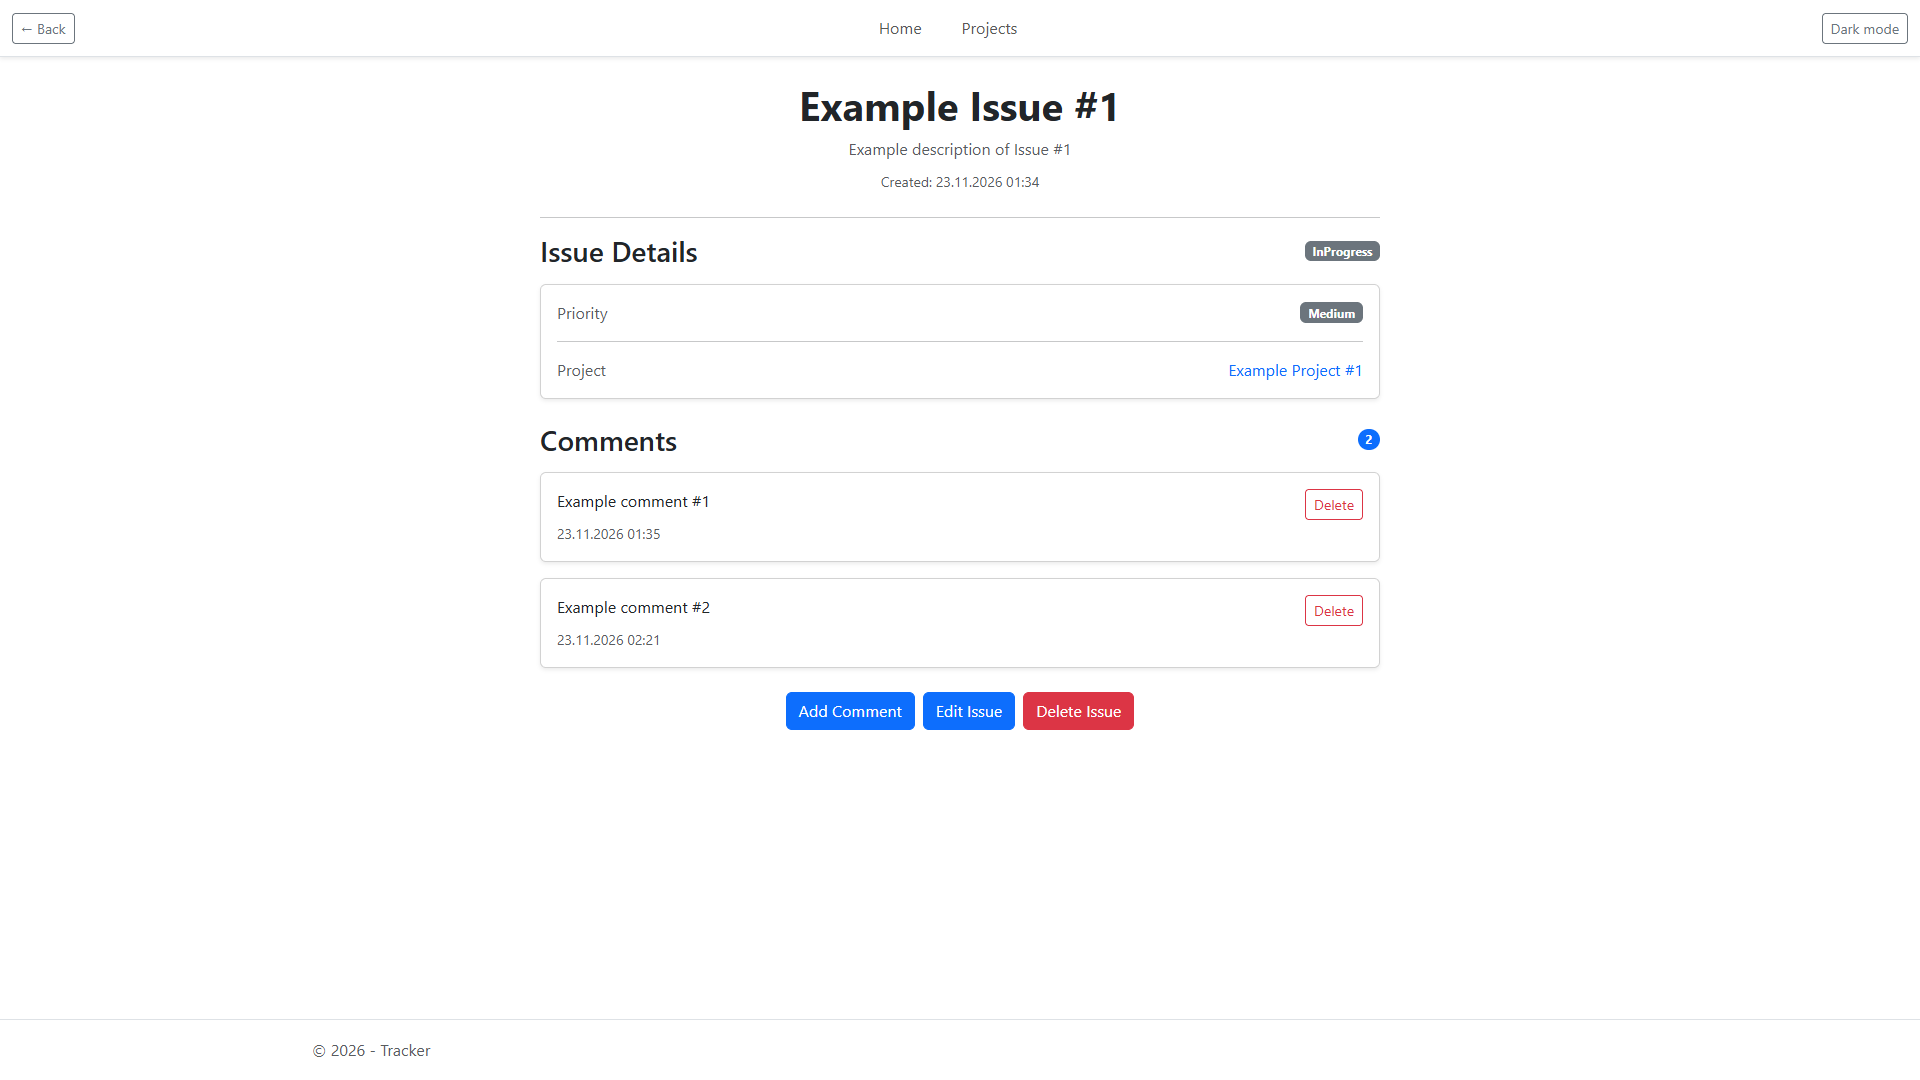 ← Back Home Projects Dark mode
Example Issue #1
Example description of Issue #1
Created: 23.11.2026 01:34
Issue Details InProgress
Priority Medium
Project Example Project #1
Comments 2
Example comment #1 Delete
23.11.2026 01:35
Example comment #2 Delete
23.11.2026 02:21
Add Comment Edit Issue Delete Issue
© 2026 - Tracker